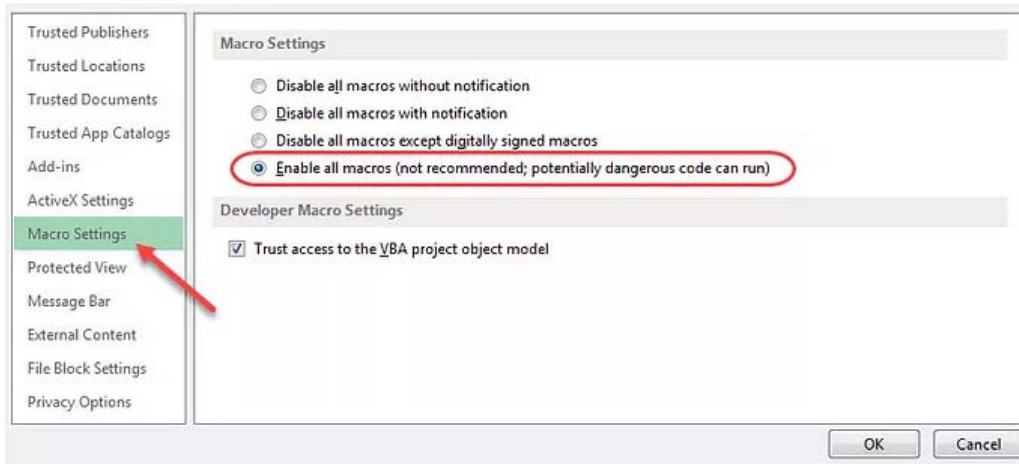 Trusted Publishers
Trusted Locations
Trusted Documents
Trusted App Catalogs
Add-ins
ActiveX Settings
Macro Settings
Protected View
Message Bar
External Content
File Block Settings
Privacy Options
Macro Settings
Disable all macros without notification
Disable all macros with notification
Disable all macros except digitally signed macros
Enable all macros (not recommended; potentially dangerous code can run)
Developer Macro Settings
Trust access to the VBA project object model
OK
Cancel